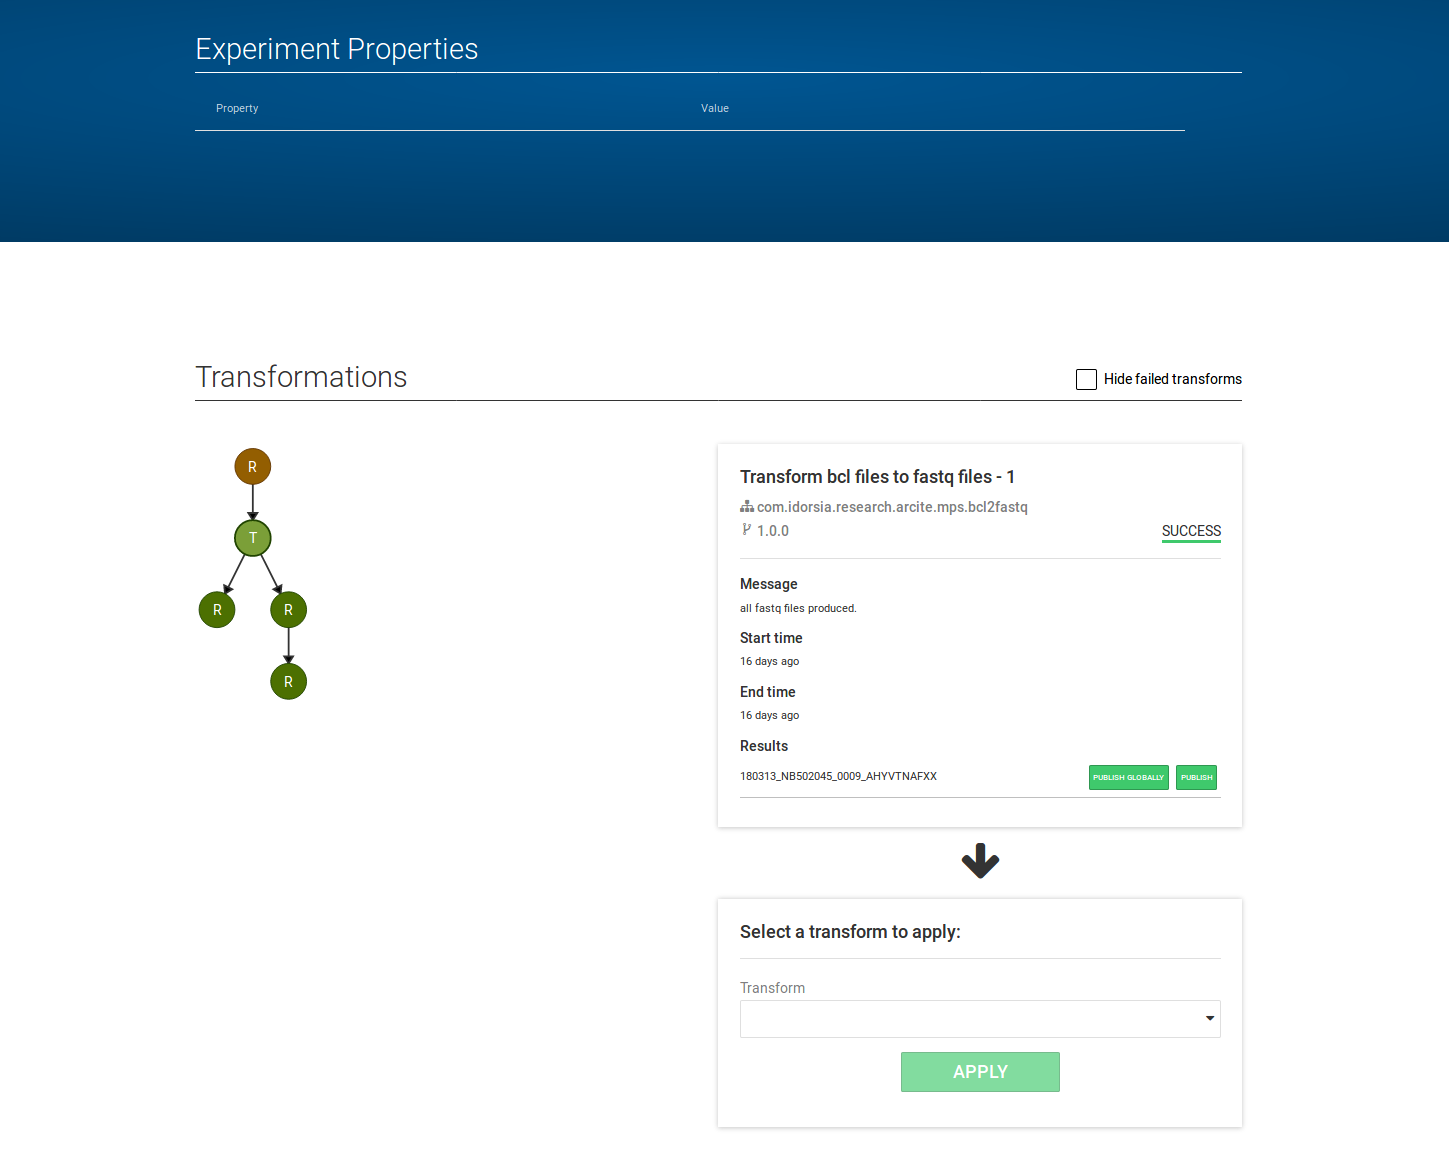 Experiment Properties
Property Value
Transformations
Hide failed transforms
R
T
R R
R
Transform bcl files to fastq files - 1
com.idorsia.research.arcite.mps.bcl2fastq
1.0.0 SUCCESS
Message
all fastq files produced.
Start time
16 days ago
End time
16 days ago
Results
180313_NB502045_0009_AHYVTNAFXX PUBLISH GLOBALLY PUBLISH
Select a transform to apply:
Transform
APPLY